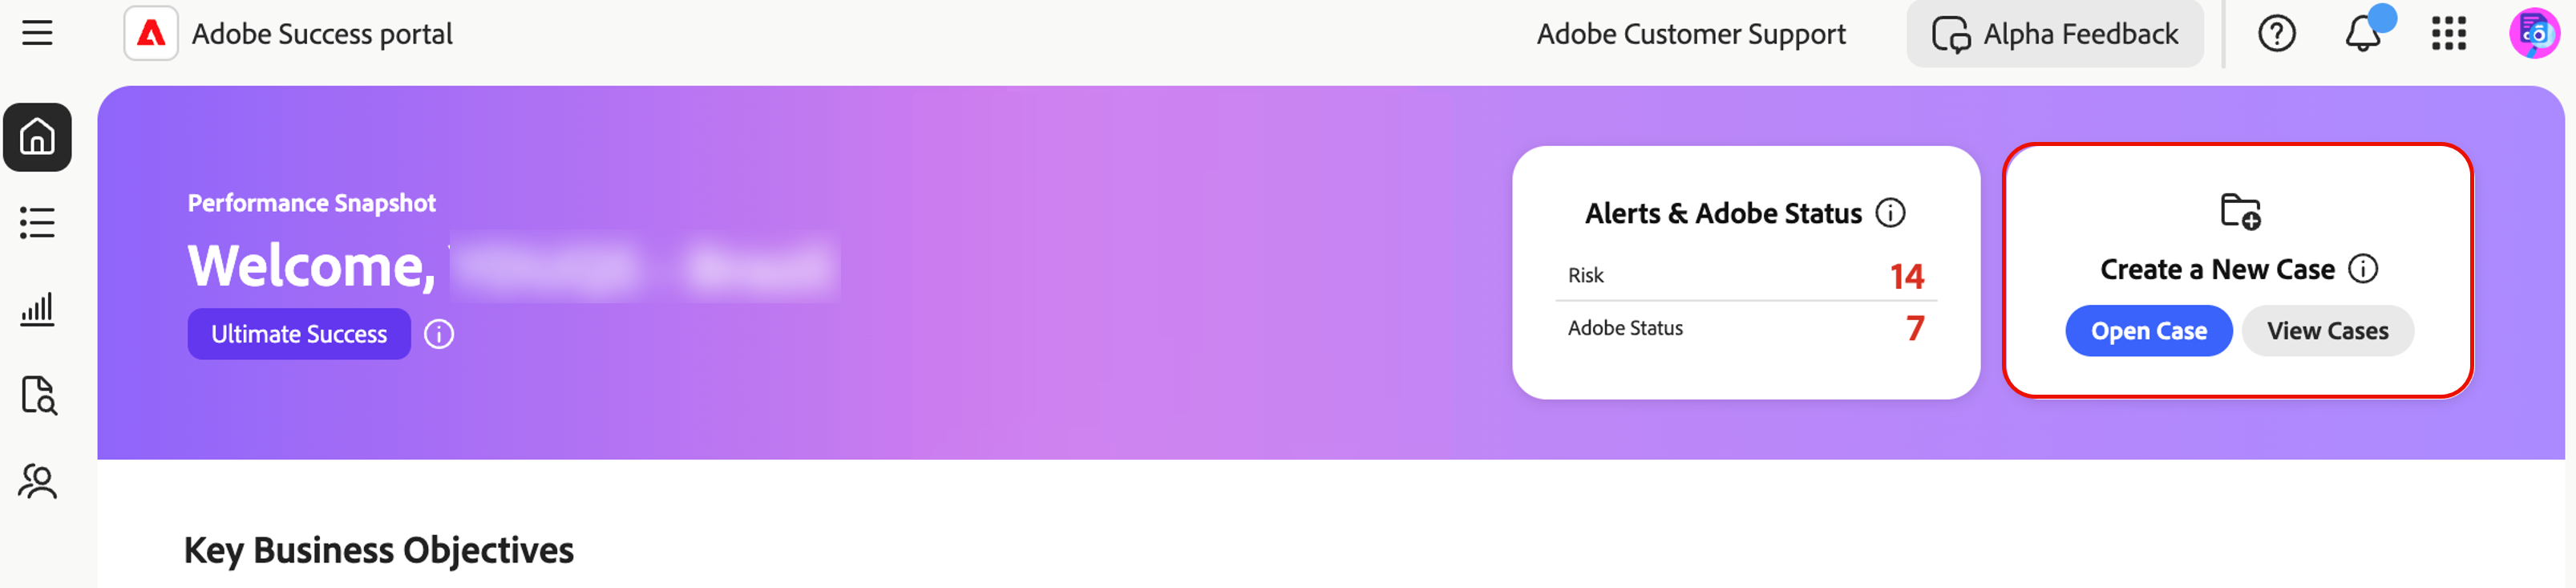 Adobe Success portal
Adobe Customer Support
Alpha Feedback
Performance Snapshot
Welcome,
Ultimate Success
Alerts & Adobe Status
Risk 14
Adobe Status 7
Create a New Case
Open Case
View Cases
Key Business Objectives